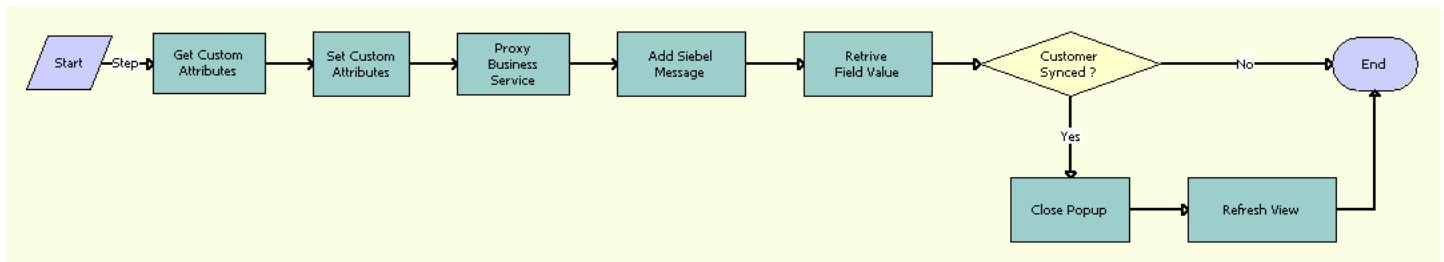 Start
Step
Get Custom
Attributes
Set Custom
Attributes
Proxy
Business
Service
Add Siebel
Message
Retrive
Field Value
Customer
Synced ?
No
End
Yes
Close Popup
Refresh View